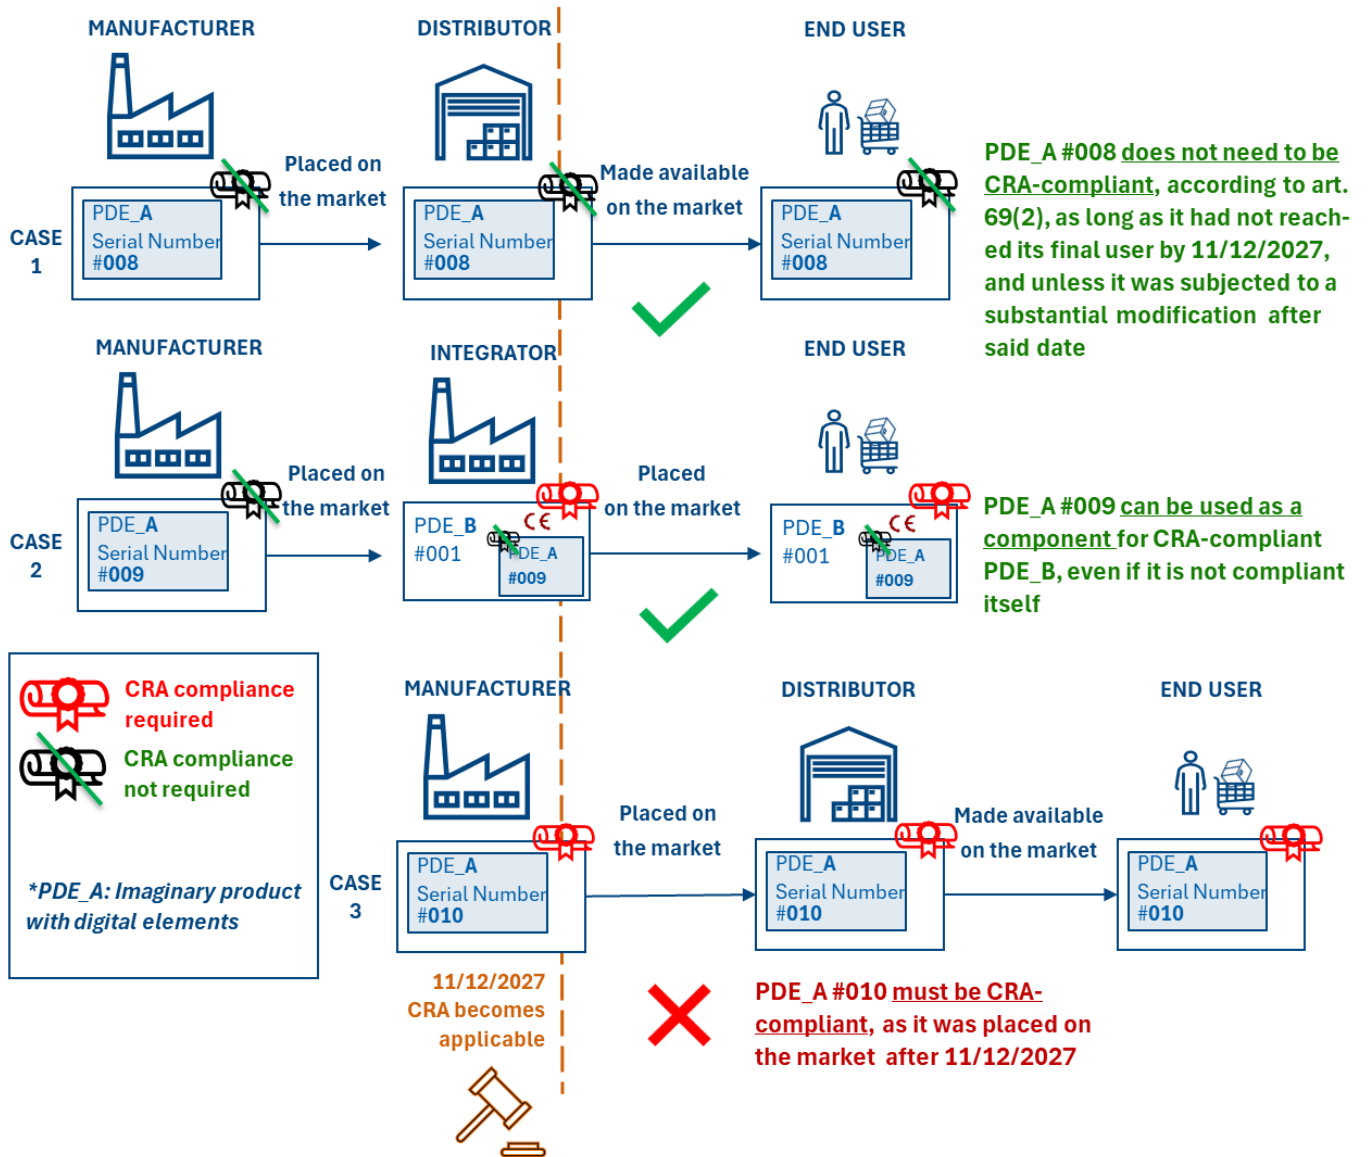 MANUFACTURER
DISTRIBUTOR
END USER
Placed on
the market
Made available
on the market
CASE
1
PDE_A
Serial Number
#008
PDE_A
Serial Number
#008
PDE_A
Serial Number
#008
PDE_A #008 does not need to be
CRA-compliant, according to art.
69(2), as long as it had not reach-
ed its final user by 11/12/2027,
and unless it was subjected to a
substantial modification after
said date
MANUFACTURER
INTEGRATOR
END USER
Placed on
the market
Placed
on the market
CASE
2
PDE_A
Serial Number
#009
PDE_B
#001
CE
PDE_A
#009
PDE_B
#001
CE
PDE_A
#009
PDE_A #009 can be used as a
component for CRA-compliant
PDE_B, even if it is not compliant
itself
CRA compliance
required
CRA compliance
not required
*PDE_A: Imaginary product
with digital elements
MANUFACTURER
DISTRIBUTOR
END USER
Placed on
the market
Made available
on the market
CASE
3
PDE_A
Serial Number
#010
PDE_A
Serial Number
#010
PDE_A
Serial Number
#010
11/12/2027
CRA becomes
applicable
PDE_A #010 must be CRA-
compliant, as it was placed on
the market after 11/12/2027